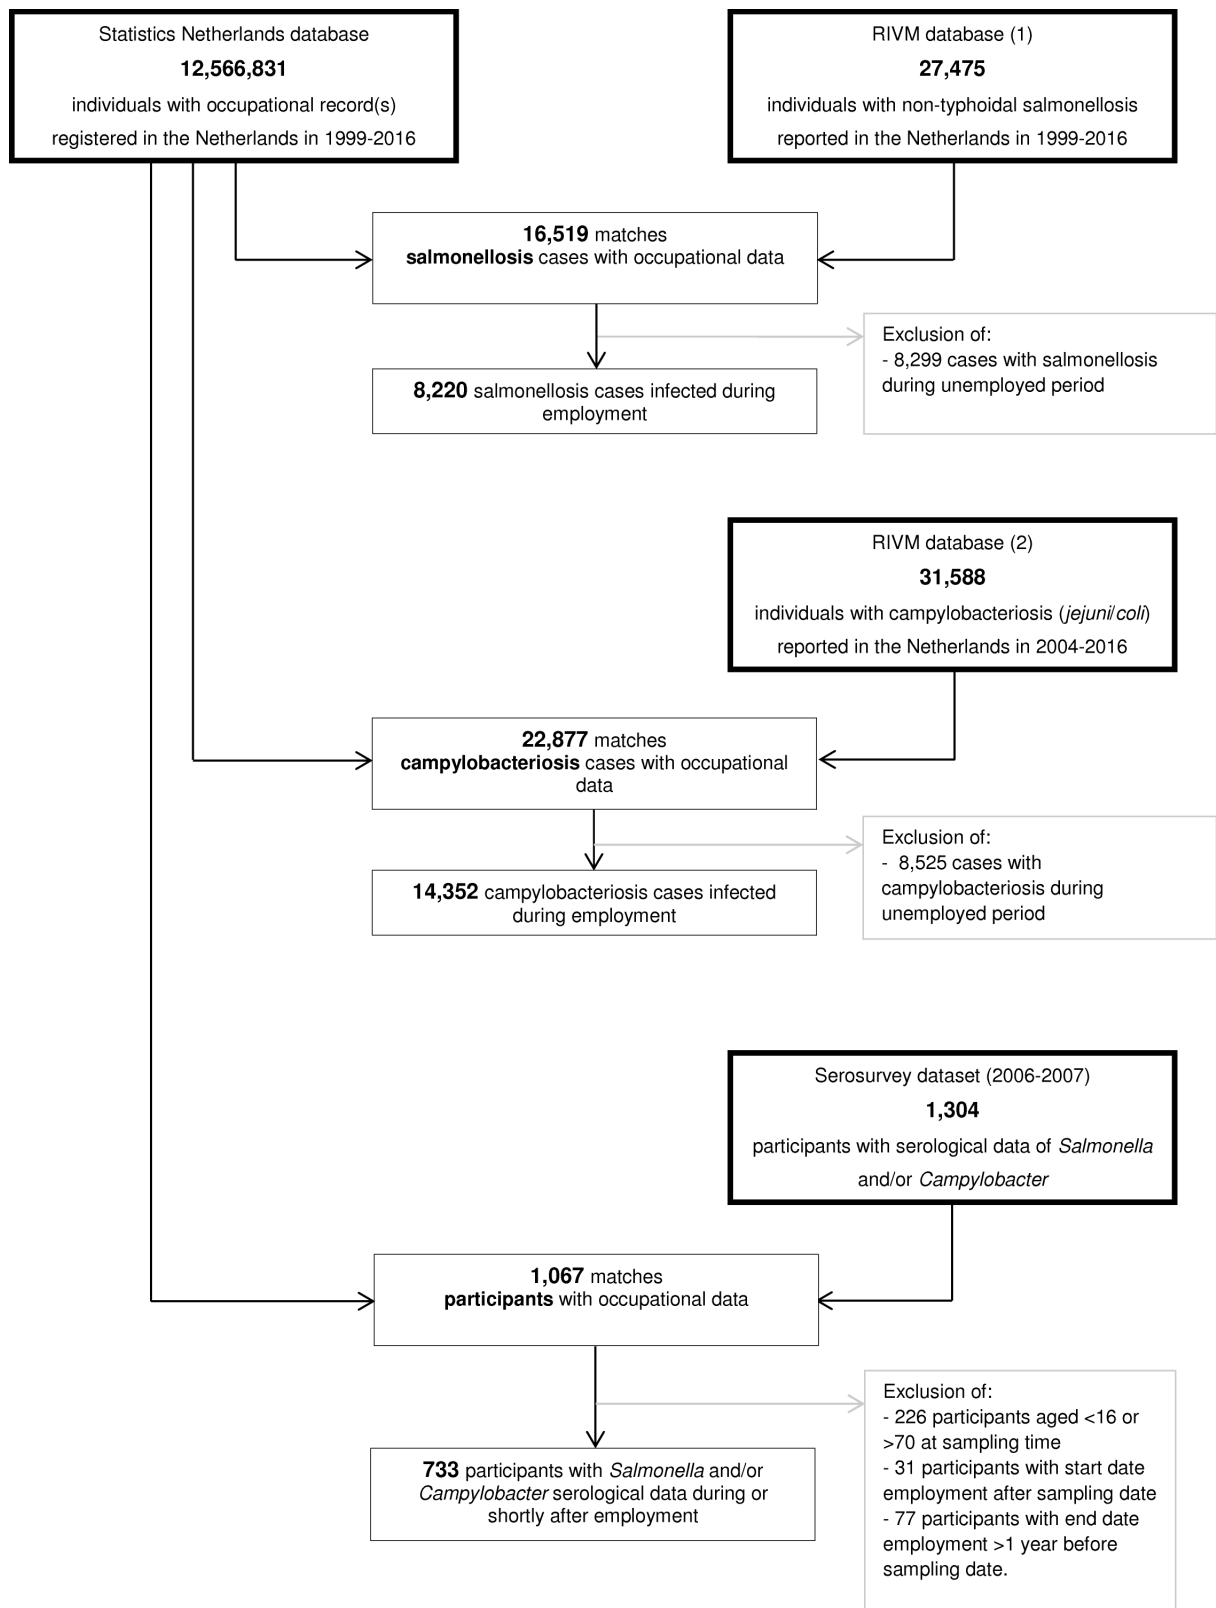 Statistics Netherlands database
12,566,831
individuals with occupational record(s)
registered in the Netherlands in 1999-2016
RIVM database (1)
27,475
individuals with non-typhoidal salmonellosis
reported in the Netherlands in 1999-2016
16,519 matches
salmonellosis cases with occupational data
Exclusion of:
- 8,299 cases with salmonellosis
during unemployed period
8,220 salmonellosis cases infected during
employment
RIVM database (2)
31,588
individuals with campylobacteriosis (jejuni/coli)
reported in the Netherlands in 2004-2016
22,877 matches
campylobacteriosis cases with occupational
data
Exclusion of:
- 8,525 cases with
campylobacteriosis during
unemployed period
14,352 campylobacteriosis cases infected
during employment
Serosurvey dataset (2006-2007)
1,304
participants with serological data of Salmonella
and/or Campylobacter
1,067 matches
participants with occupational data
Exclusion of:
- 226 participants aged <16 or
>70 at sampling time
- 31 participants with start date
employment after sampling date
- 77 participants with end date
employment >1 year before
sampling date.
733 participants with Salmonella and/or
Campylobacter serological data during or
shortly after employment